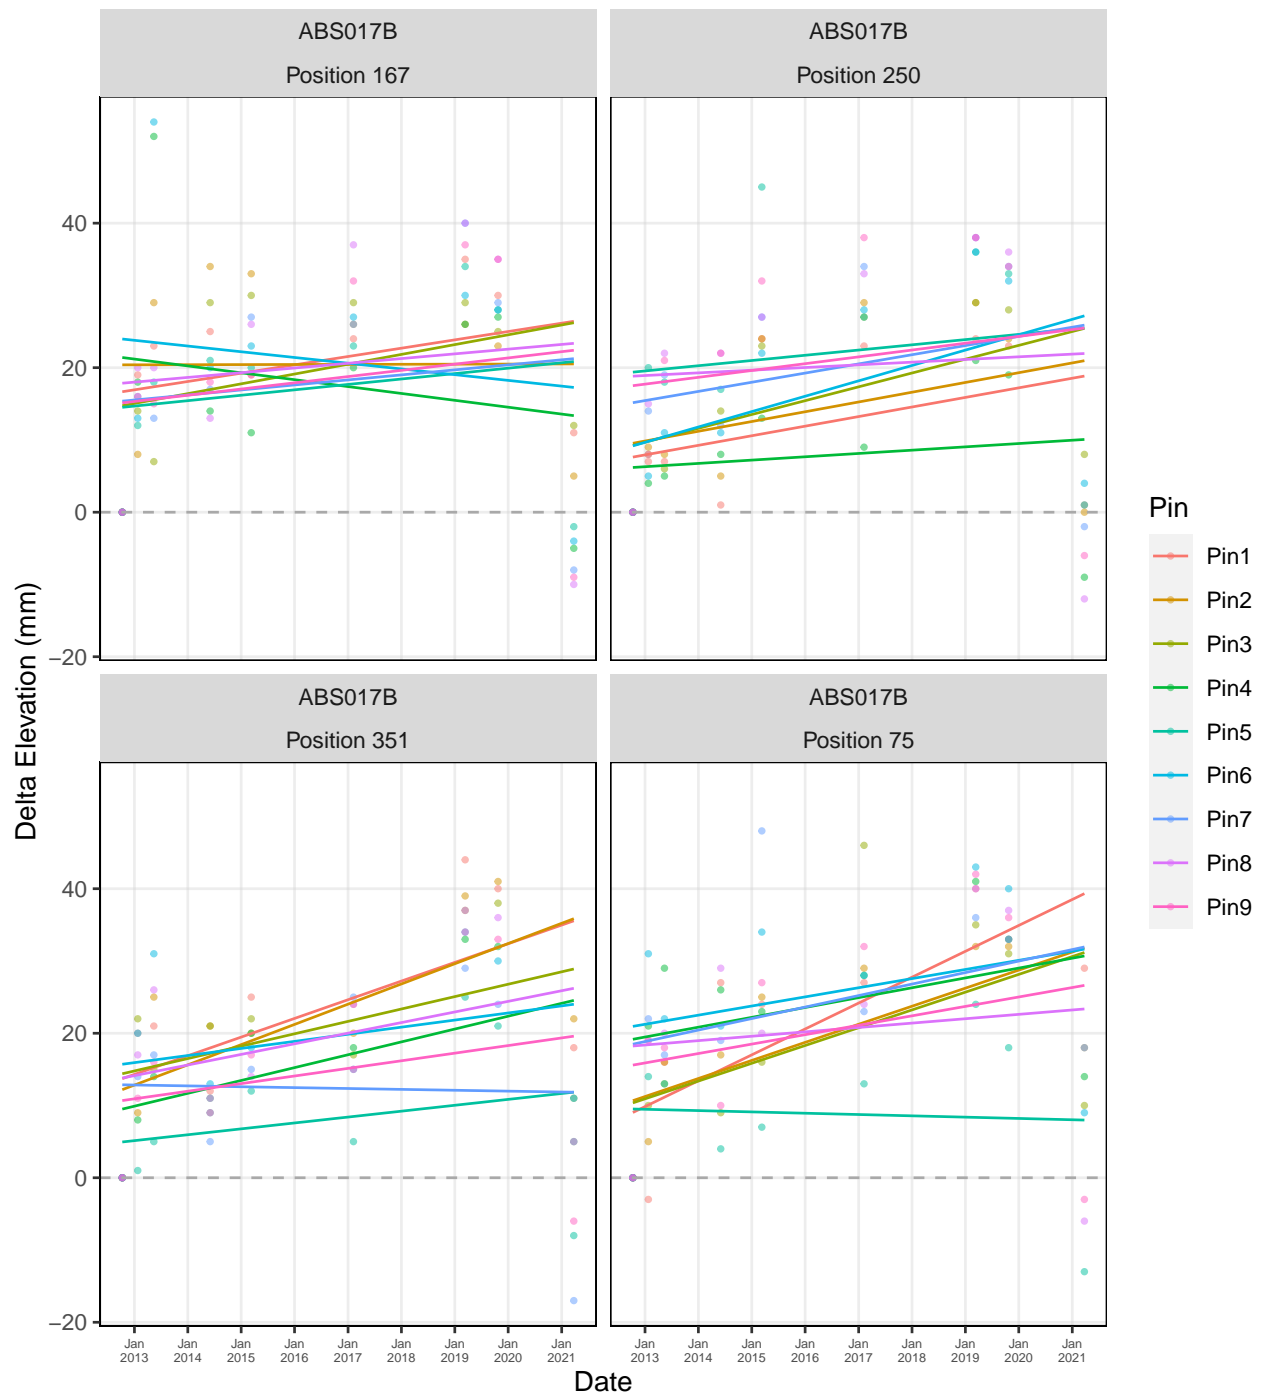 ABS017B
Position 167
ABS017B
Position 250
40
20
0
−20
ABS017B
Position 351
ABS017B
Position 75
40
20
0
−20
Jan 2013
Jan 2014
Jan 2015
Jan 2016
Jan 2017
Jan 2018
Jan 2019
Jan 2020
Jan 2021
Jan 2013
Jan 2014
Jan 2015
Jan 2016
Jan 2017
Jan 2018
Jan 2019
Jan 2020
Jan 2021
Date
Delta Elevation (mm)
Pin
Pin1
Pin2
Pin3
Pin4
Pin5
Pin6
Pin7
Pin8
Pin9